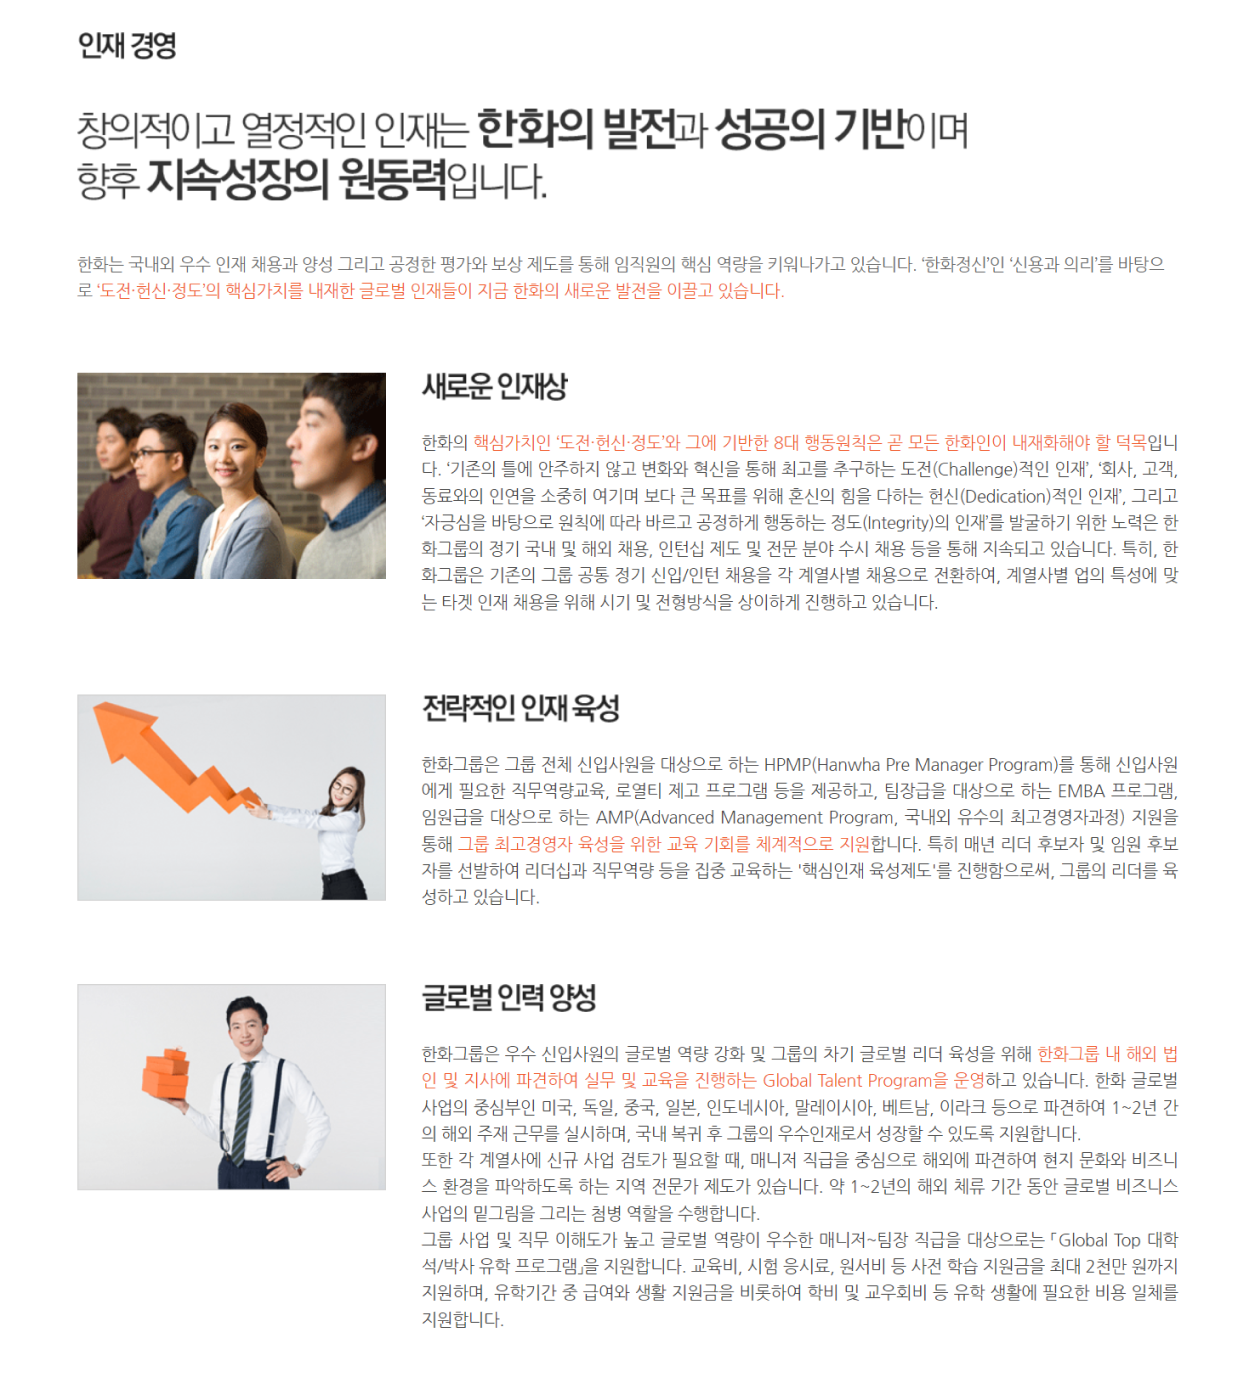 인재 경영
창의적이고 열정적인 인재는 한화의 발전과 성공의 기반이며
향후 지속성장의 원동력입니다.
한화는 국내외 우수 인재 채용과 양성 그리고 공정한 평가와 보상 제도를 통해 임직원의 핵심 역량을 키워나가고 있습니다. ‘한화정신’인 ‘신용과 의리’를 바탕으
로 ‘도전·헌신·정도’의 핵심가치를 내재한 글로벌 인재들이 지금 한화의 새로운 발전을 이끌고 있습니다.
새로운 인재상
한화의 핵심가치인 ‘도전·헌신·정도’와 그에 기반한 8대 행동원칙은 곧 모든 한화인이 내재화해야 할 덕목입니
다. ‘기존의 틀에 안주하지 않고 변화와 혁신을 통해 최고를 추구하는 도전(Challenge)적인 인재’, ‘회사, 고객,
동료와의 인연을 소중히 여기며 보다 큰 목표를 위해 혼신의 힘을 다하는 헌신(Dedication)적인 인재’, 그리고
‘자긍심을 바탕으로 원칙에 따라 바르고 공정하게 행동하는 정도(Integrity)의 인재’를 발굴하기 위한 노력은 한
화그룹의 정기 국내 및 해외 채용, 인턴십 제도 및 전문 분야 수시 채용 등을 통해 지속되고 있습니다. 특히, 한
화그룹은 기존의 그룹 공통 정기 신입/인턴 채용을 각 계열사별 채용으로 전환하여, 계열사별 업의 특성에 맞
는 타겟 인재 채용을 위해 시기 및 전형방식을 상이하게 진행하고 있습니다.
전략적인 인재 육성
한화그룹은 그룹 전체 신입사원을 대상으로 하는 HPMP(Hanwha Pre Manager Program)를 통해 신입사원
에게 필요한 직무역량교육, 로열티 제고 프로그램 등을 제공하고, 팀장급을 대상으로 하는 EMBA 프로그램,
임원급을 대상으로 하는 AMP(Advanced Management Program, 국내외 유수의 최고경영자과정) 지원을
통해 그룹 최고경영자 육성을 위한 교육 기회를 체계적으로 지원합니다. 특히 매년 리더 후보자 및 임원 후보
자를 선발하여 리더십과 직무역량 등을 집중 교육하는 '핵심인재 육성제도'를 진행함으로써, 그룹의 리더를 육
성하고 있습니다.
글로벌 인력 양성
한화그룹은 우수 신입사원의 글로벌 역량 강화 및 그룹의 차기 글로벌 리더 육성을 위해 한화그룹 내 해외 법
인 및 지사에 파견하여 실무 및 교육을 진행하는 Global Talent Program을 운영하고 있습니다. 한화 글로벌
사업의 중심부인 미국, 독일, 중국, 일본, 인도네시아, 말레이시아, 베트남, 이라크 등으로 파견하여 1~2년 간
의 해외 주재 근무를 실시하며, 국내 복귀 후 그룹의 우수인재로서 성장할 수 있도록 지원합니다.
또한 각 계열사에 신규 사업 검토가 필요할 때, 매니저 직급을 중심으로 해외에 파견하여 현지 문화와 비즈니
스 환경을 파악하도록 하는 지역 전문가 제도가 있습니다. 약 1~2년의 해외 체류 기간 동안 글로벌 비즈니스
사업의 밑그림을 그리는 첨병 역할을 수행합니다.
그룹 사업 및 직무 이해도가 높고 글로벌 역량이 우수한 매니저~팀장 직급을 대상으로는 「Global Top 대학
석/박사 유학 프로그램」을 지원합니다. 교육비, 시험 응시료, 원서비 등 사전 학습 지원금을 최대 2천만 원까지
지원하며, 유학기간 중 급여와 생활 지원금을 비롯하여 학비 및 교우회비 등 유학 생활에 필요한 비용 일체를
지원합니다.